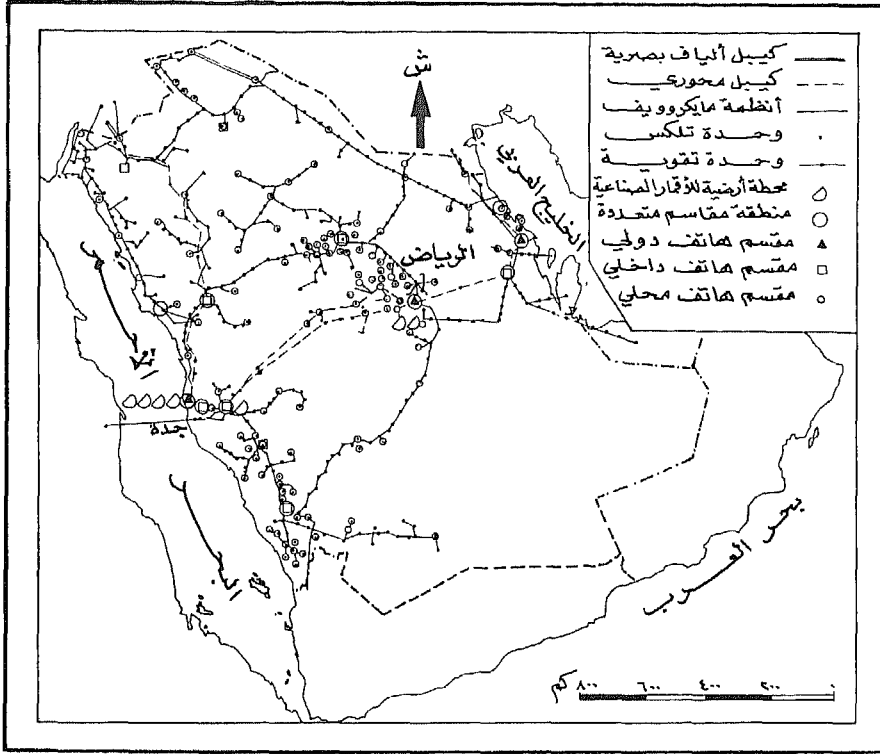 كيبل ألياف بصرية
كيبل محوري
أنظمة مايكروويف
وحدة تلكس
وحدة تقوية
محطة أرضية للأقمار الصناعية
منطقة مقاسم متعددة
مقسم هاتف دولي
مقسم هاتف داخلي
مقسم هاتف محلي
ش
الخليج العربي
الرياض
جدة
البحر
بحر العرب
كم ٨٠٠ ٦٠٠ ٤٠٠ ٢٠٠ ٠